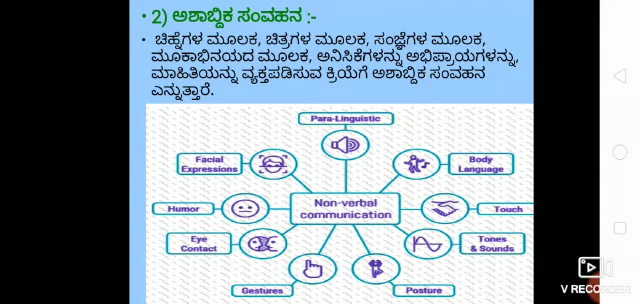 • 2) ಅಶಾಬ್ದಿಕ ಸಂವಹನ :-
• ಚಿಹ್ನೆಗಳ ಮೂಲಕ, ಚಿತ್ರಗಳ ಮೂಲಕ, ಸಂಜ್ಞೆಗಳ ಮೂಲಕ,
ಮೂಕಾಭಿನಯದ ಮೂಲಕ, ಅನಿಸಿಕೆಗಳನ್ನು ಅಭಿಪ್ರಾಯಗಳನ್ನು,
ಮಾಹಿತಿಯನ್ನು ವ್ಯಕ್ತಪಡಿಸುವ ಕ್ರಿಯೆಗೆ ಅಶಾಬ್ದಿಕ ಸಂವಹನ
ಎನ್ನುತ್ತಾರೆ.
Para-Linguistic
Facial
Expressions
Body
Language
Humor
Non-verbal
communication
Touch
Eye
Contact
Tones
& Sounds
Gestures
Posture
V RECORDER